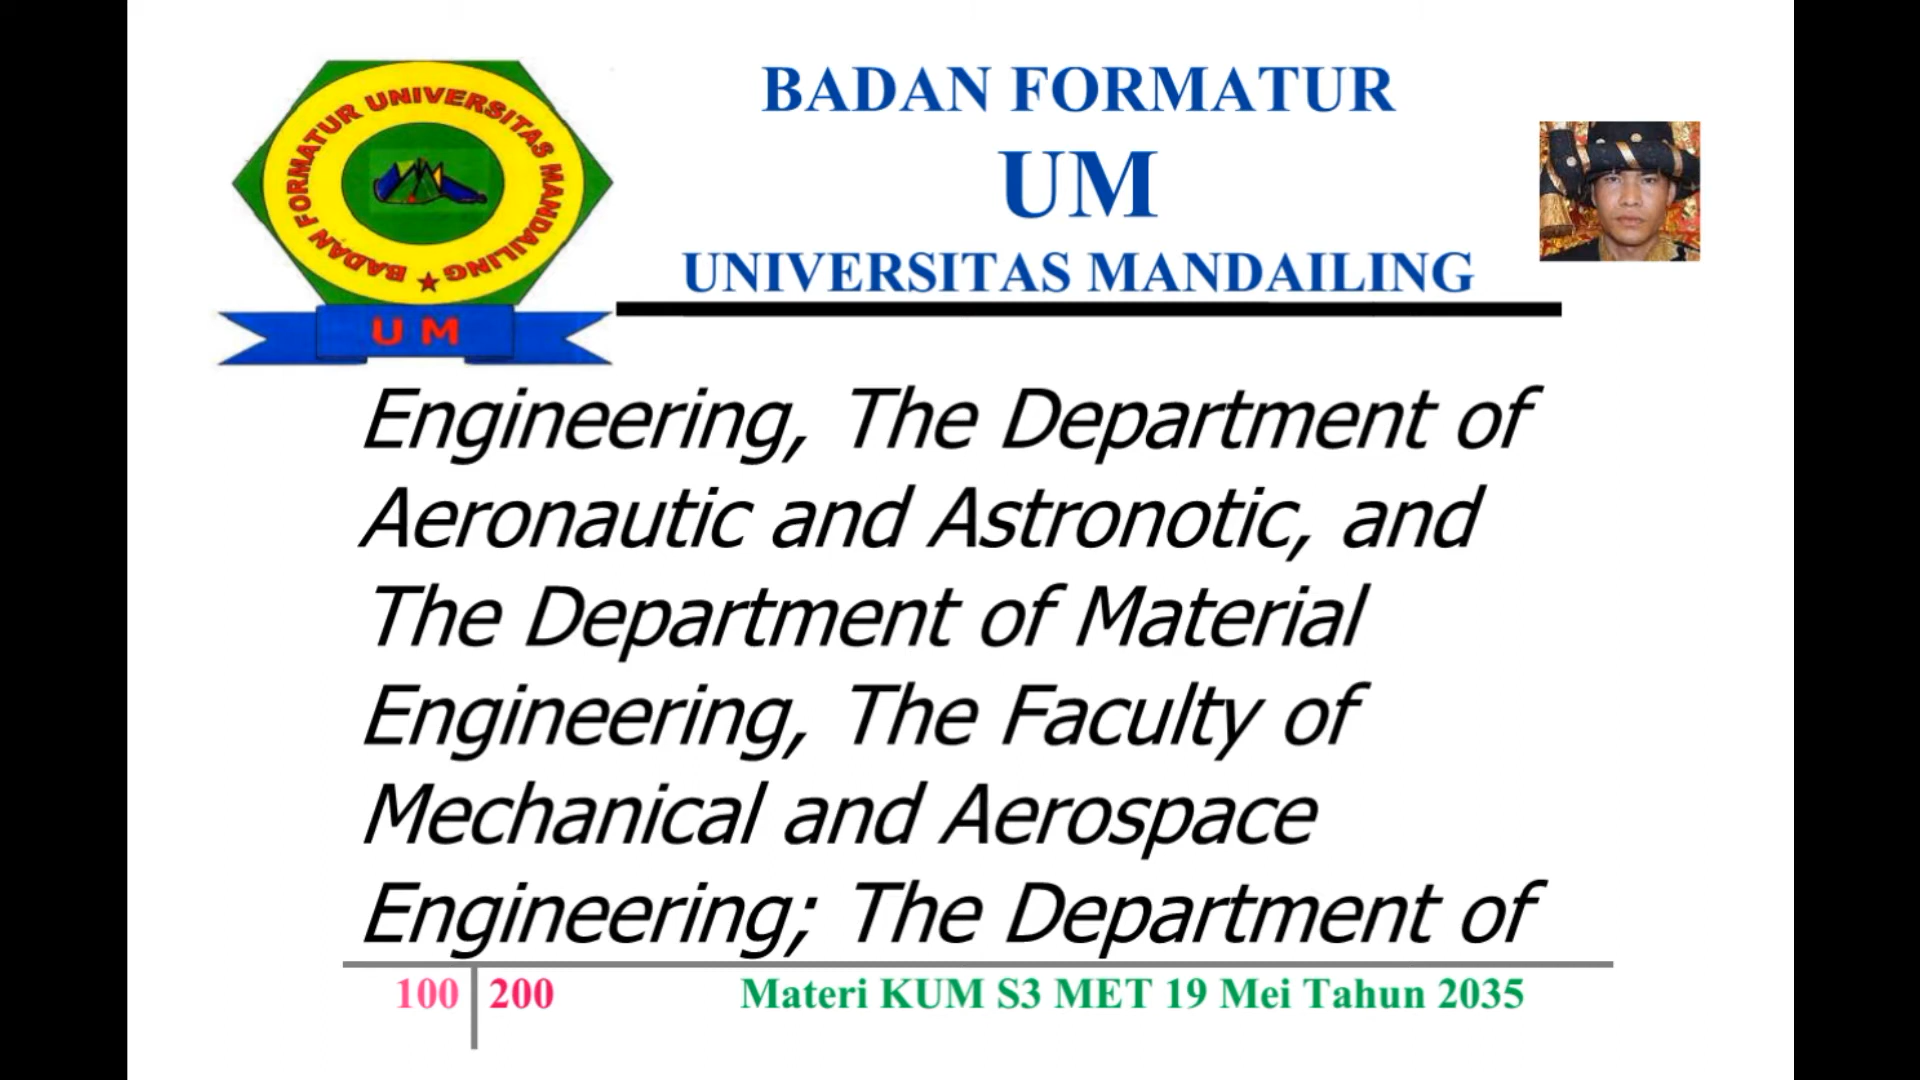 BADAN FORMATUR UNIVERSITAS MANDAILING
U M
BADAN FORMATUR
UM
UNIVERSITAS MANDAILING
Engineering, The Department of
Aeronautic and Astronotic, and
The Department of Material
Engineering, The Faculty of
Mechanical and Aerospace
Engineering; The Department of
100 200 Materi KUM S3 MET 19 Mei Tahun 2035